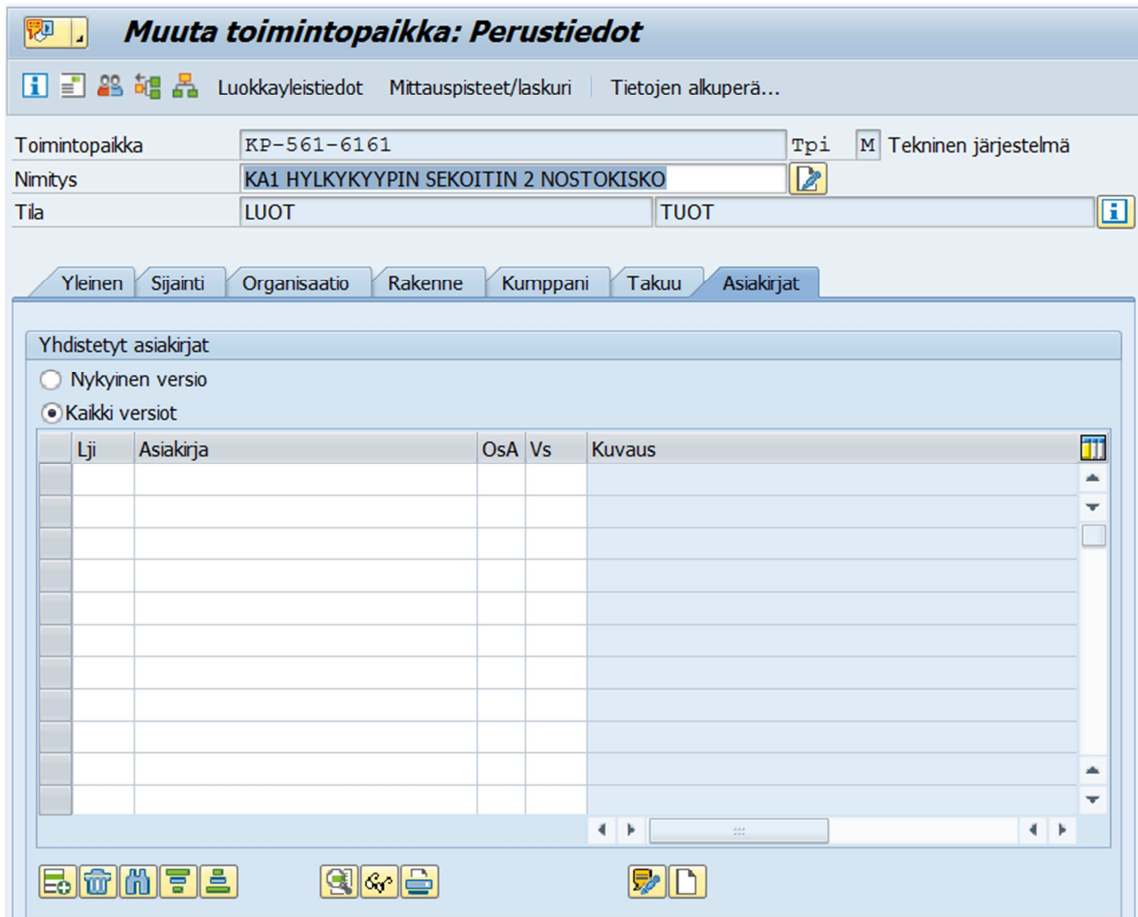 Muuta toimintopaikka: Perustiedot
Luokkayleistiedot Mittauspisteet/laskuri Tietojen alkuperä...
Toimintopaikka KP-561-6161 Tpi M Tekninen järjestelmä
Nimitys KA1 HYLKYKYYPIN SEKOITIN 2 NOSTOKISKO
Tila LUOT TUOT
Yleinen Sijainti Organisaatio Rakenne Kumppani Takuu Asiakirjat
Yhdistetyt asiakirjat
Nykyinen versio
Kaikki versiot
Lji Asiakirja OsA Vs Kuvaus